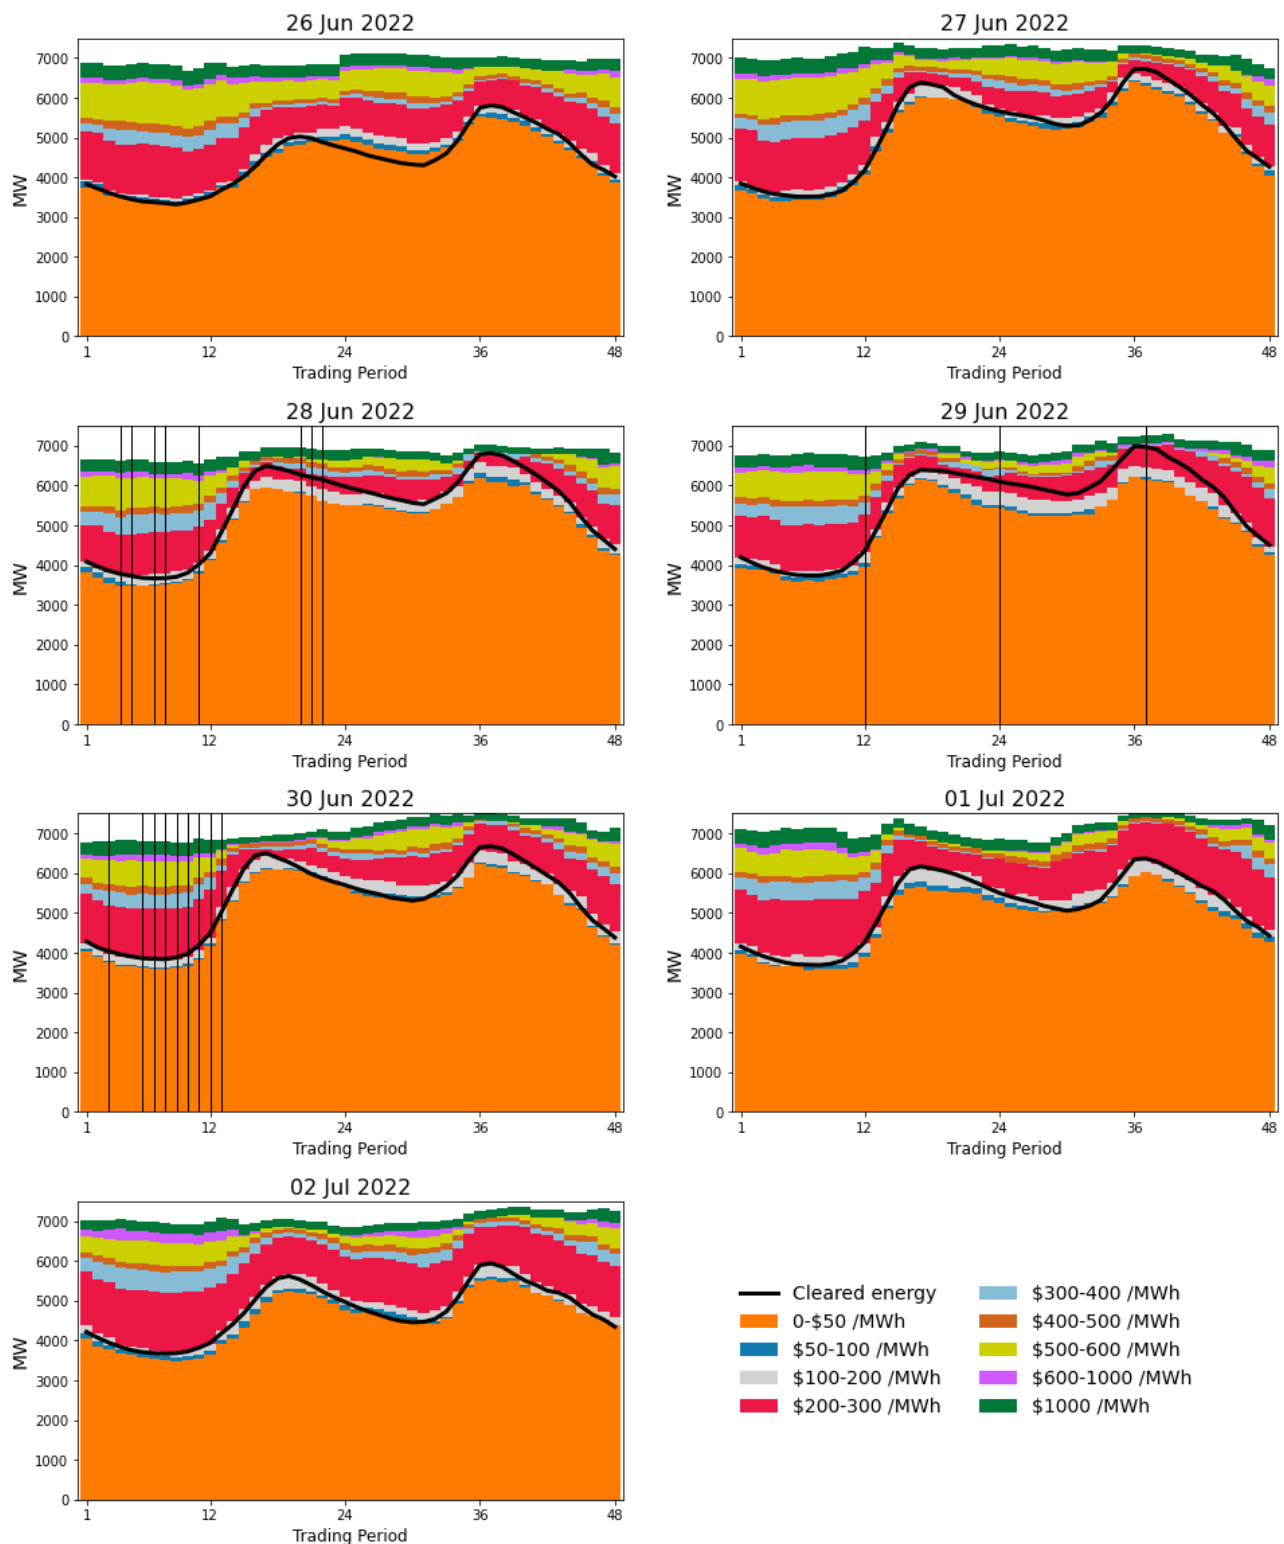 26 Jun 2022
27 Jun 2022
MW
7000
6000
5000
4000
3000
2000
1000
0
1
12
24
36
48
Trading Period
MW
7000
6000
5000
4000
3000
2000
1000
0
1
12
24
36
48
Trading Period
28 Jun 2022
29 Jun 2022
MW
7000
6000
5000
4000
3000
2000
1000
0
1
12
24
36
48
Trading Period
MW
7000
6000
5000
4000
3000
2000
1000
0
1
12
24
36
48
Trading Period
30 Jun 2022
01 Jul 2022
MW
7000
6000
5000
4000
3000
2000
1000
0
1
12
24
36
48
Trading Period
MW
7000
6000
5000
4000
3000
2000
1000
0
1
12
24
36
48
Trading Period
02 Jul 2022
MW
7000
6000
5000
4000
3000
2000
1000
0
1
12
24
36
48
Trading Period
Cleared energy
0-$50 /MWh
$50-100 /MWh
$100-200 /MWh
$200-300 /MWh
$300-400 /MWh
$400-500 /MWh
$500-600 /MWh
$600-1000 /MWh
$1000 /MWh